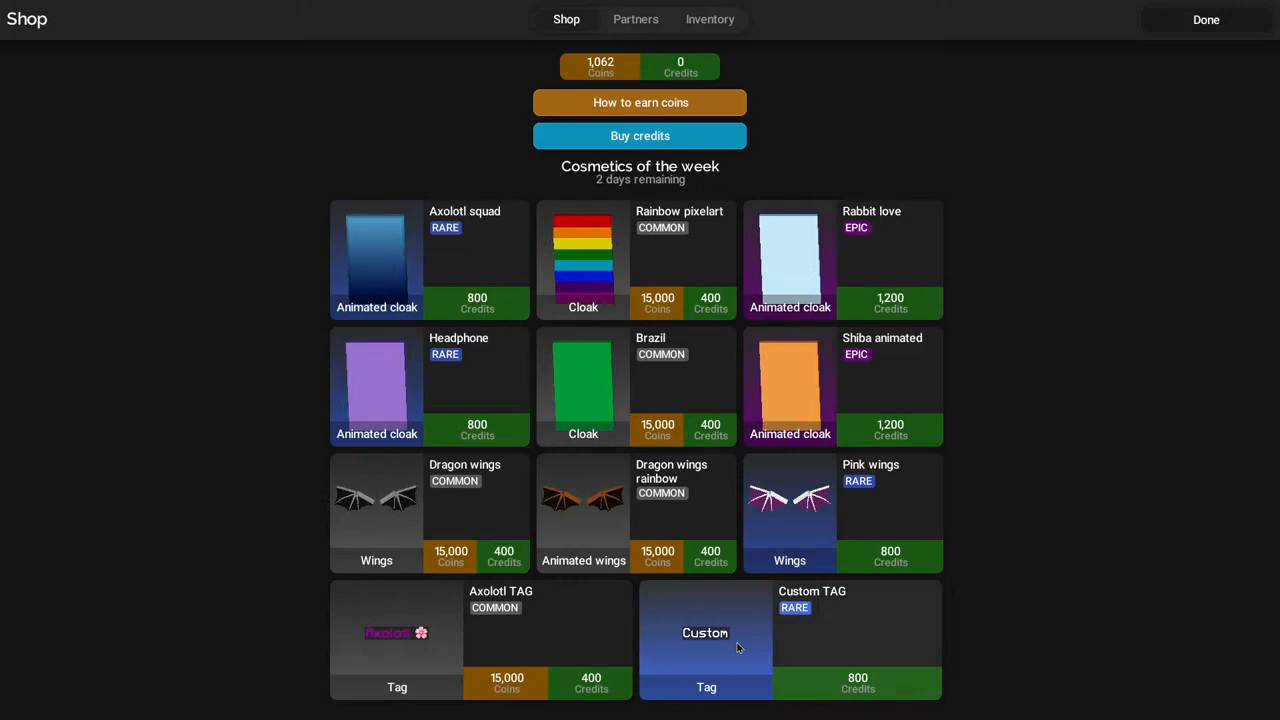 Shop
Shop Partners Inventory
Done
1,062 0
Coins Credits
How to earn coins
Buy credits
Cosmetics of the week
2 days remaining
Axolotl squad
RARE
Animated cloak
800
Credits
Rainbow pixelart
COMMON
Cloak
15,000 400
Coins Credits
Rabbit love
EPIC
Animated cloak
1,200
Credits
Headphone
RARE
Animated cloak
800
Credits
Brazil
COMMON
Cloak
15,000 400
Coins Credits
Shiba animated
EPIC
Animated cloak
1,200
Credits
Dragon wings
COMMON
Wings
15,000 400
Coins Credits
Dragon wings
rainbow
COMMON
Animated wings
15,000 400
Coins Credits
Pink wings
RARE
Wings
800
Credits
Axolotl TAG
COMMON
Axolotl 🌸
Tag
15,000 400
Coins Credits
Custom TAG
RARE
Custom
Tag
800
Credits